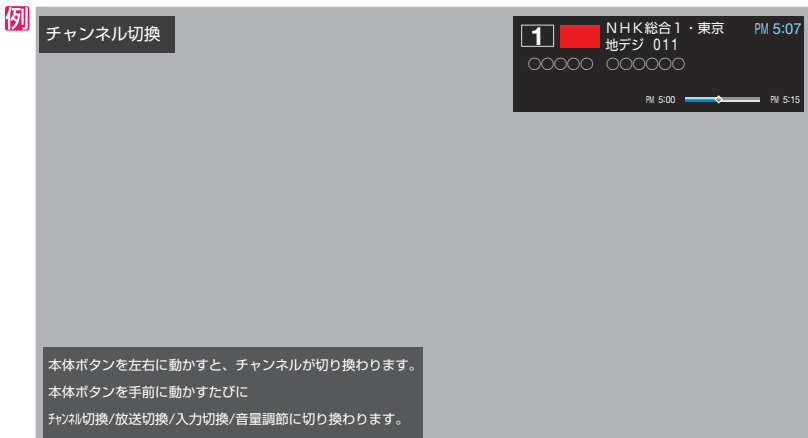 例
チャンネル切換
1 NHK総合1・東京 PM 5:07
地デジ 011
○○○○○ ○○○○○○
PM 5:00 PM 5:15
本体ボタンを左右に動かすと、チャンネルが切り換わります。
本体ボタンを手前に動かすたびに
ﾁｬﾝﾈﾙ切換/放送切換/入力切換/音量調節に切り換わります。